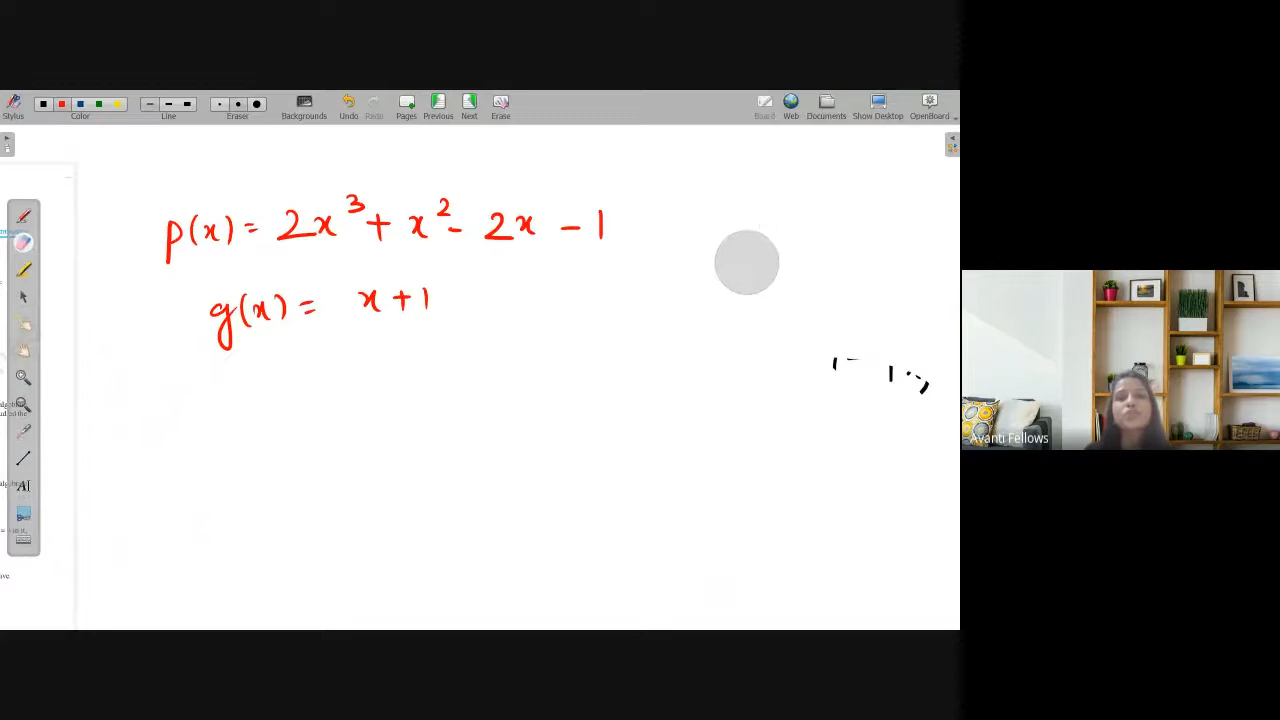 Stylus Color Line Eraser Backgrounds Undo Redo Pages Previous Next Erase Board Web Documents Show Desktop OpenBoard
p(x) = 2x³ + x² - 2x - 1
g(x) = x + 1
Avanti Fellows